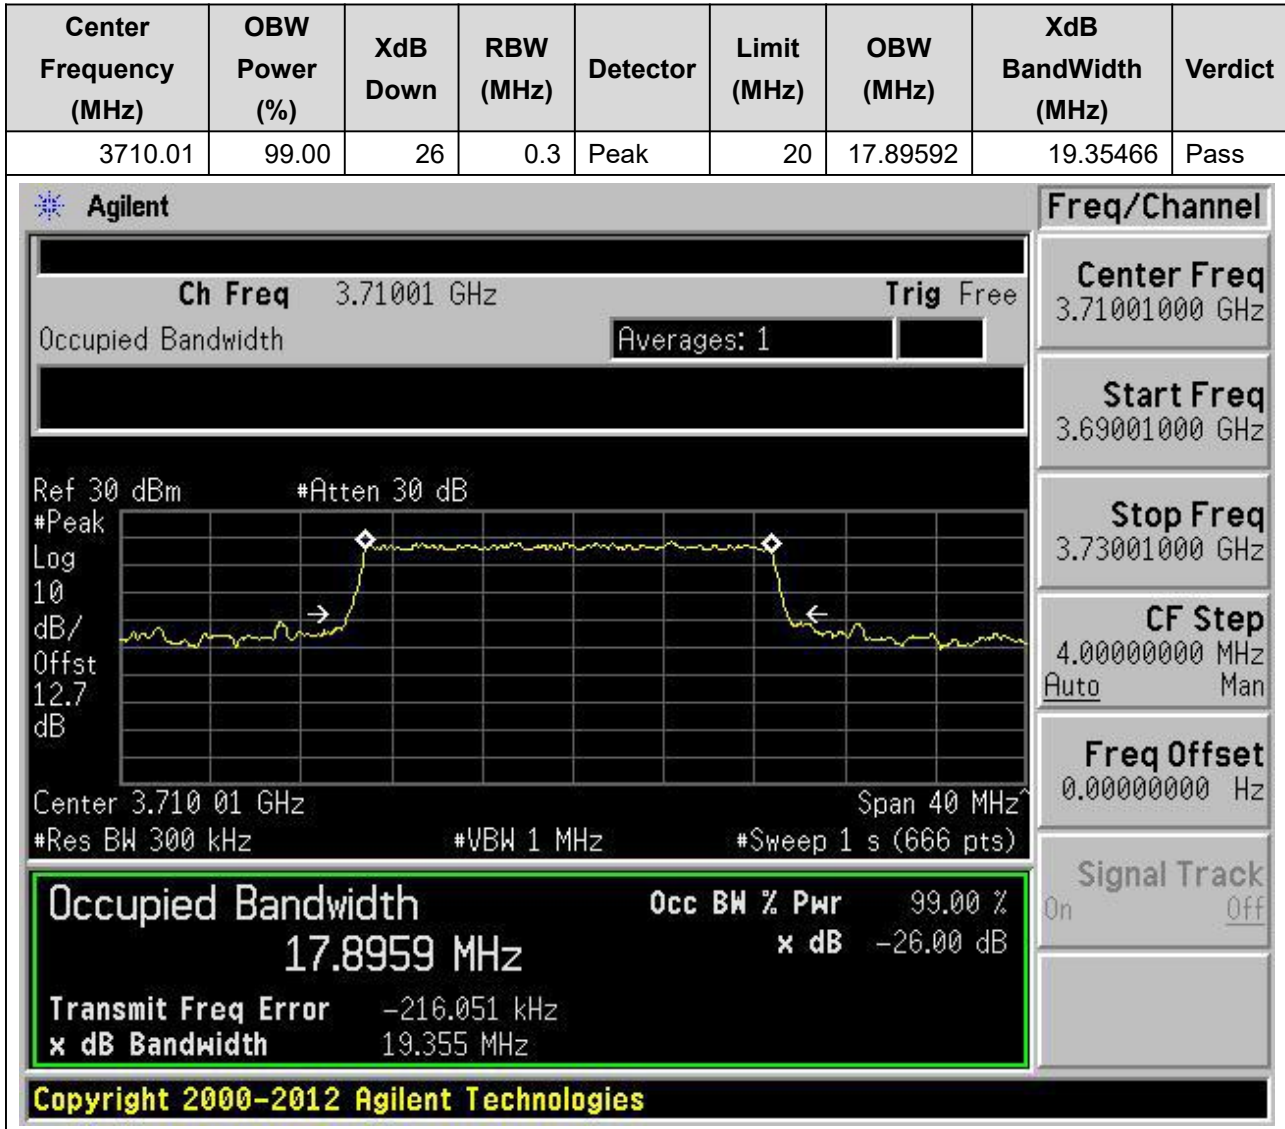 Center Frequency (MHz) OBW Power (%) XdB Down RBW (MHz) Detector Limit (MHz) OBW (MHz) XdB BandWidth (MHz) Verdict
3710.01 99.00 26 0.3 Peak 20 17.89592 19.35466 Pass
Agilent
Freq/Channel
Ch Freq 3.71001 GHz Trig Free
Occupied Bandwidth Averages: 1
Center Freq
3.71001000 GHz
Start Freq
3.69001000 GHz
Stop Freq
3.73001000 GHz
CF Step
4.00000000 MHz
Auto Man
Freq Offset
0.00000000 Hz
Signal Track
On Off
Ref 30 dBm #Atten 30 dB
#Peak
Log
10
dB/
Offst
12.7
dB
Center 3.710 01 GHz Span 40 MHz^
#Res BW 300 kHz #VBW 1 MHz #Sweep 1 s (666 pts)
Occupied Bandwidth Occ BW % Pwr 99.00 %
17.8959 MHz x dB -26.00 dB
Transmit Freq Error -216.051 kHz
x dB Bandwidth 19.355 MHz
Copyright 2000-2012 Agilent Technologies